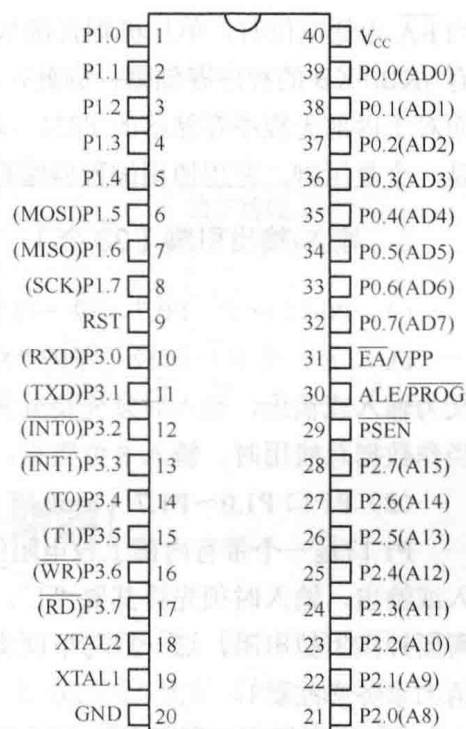 P1.0 1 40 Vcc
P1.1 2 39 P0.0(AD0)
P1.2 3 38 P0.1(AD1)
P1.3 4 37 P0.2(AD2)
P1.4 5 36 P0.3(AD3)
(MOSI)P1.5 6 35 P0.4(AD4)
(MISO)P1.6 7 34 P0.5(AD5)
(SCK)P1.7 8 33 P0.6(AD6)
RST 9 32 P0.7(AD7)
(RXD)P3.0 10 31 E̅A̅/VPP
(TXD)P3.1 11 30 ALE/P̅R̅O̅G̅
(I̅N̅T̅0̅)P3.2 12 29 P̅S̅E̅N̅
(I̅N̅T̅1̅)P3.3 13 28 P2.7(A15)
(T0)P3.4 14 27 P2.6(A14)
(T1)P3.5 15 26 P2.5(A13)
(W̅R̅)P3.6 16 25 P2.4(A12)
(R̅D̅)P3.7 17 24 P2.3(A11)
XTAL2 18 23 P2.2(A10)
XTAL1 19 22 P2.1(A9)
GND 20 21 P2.0(A8)